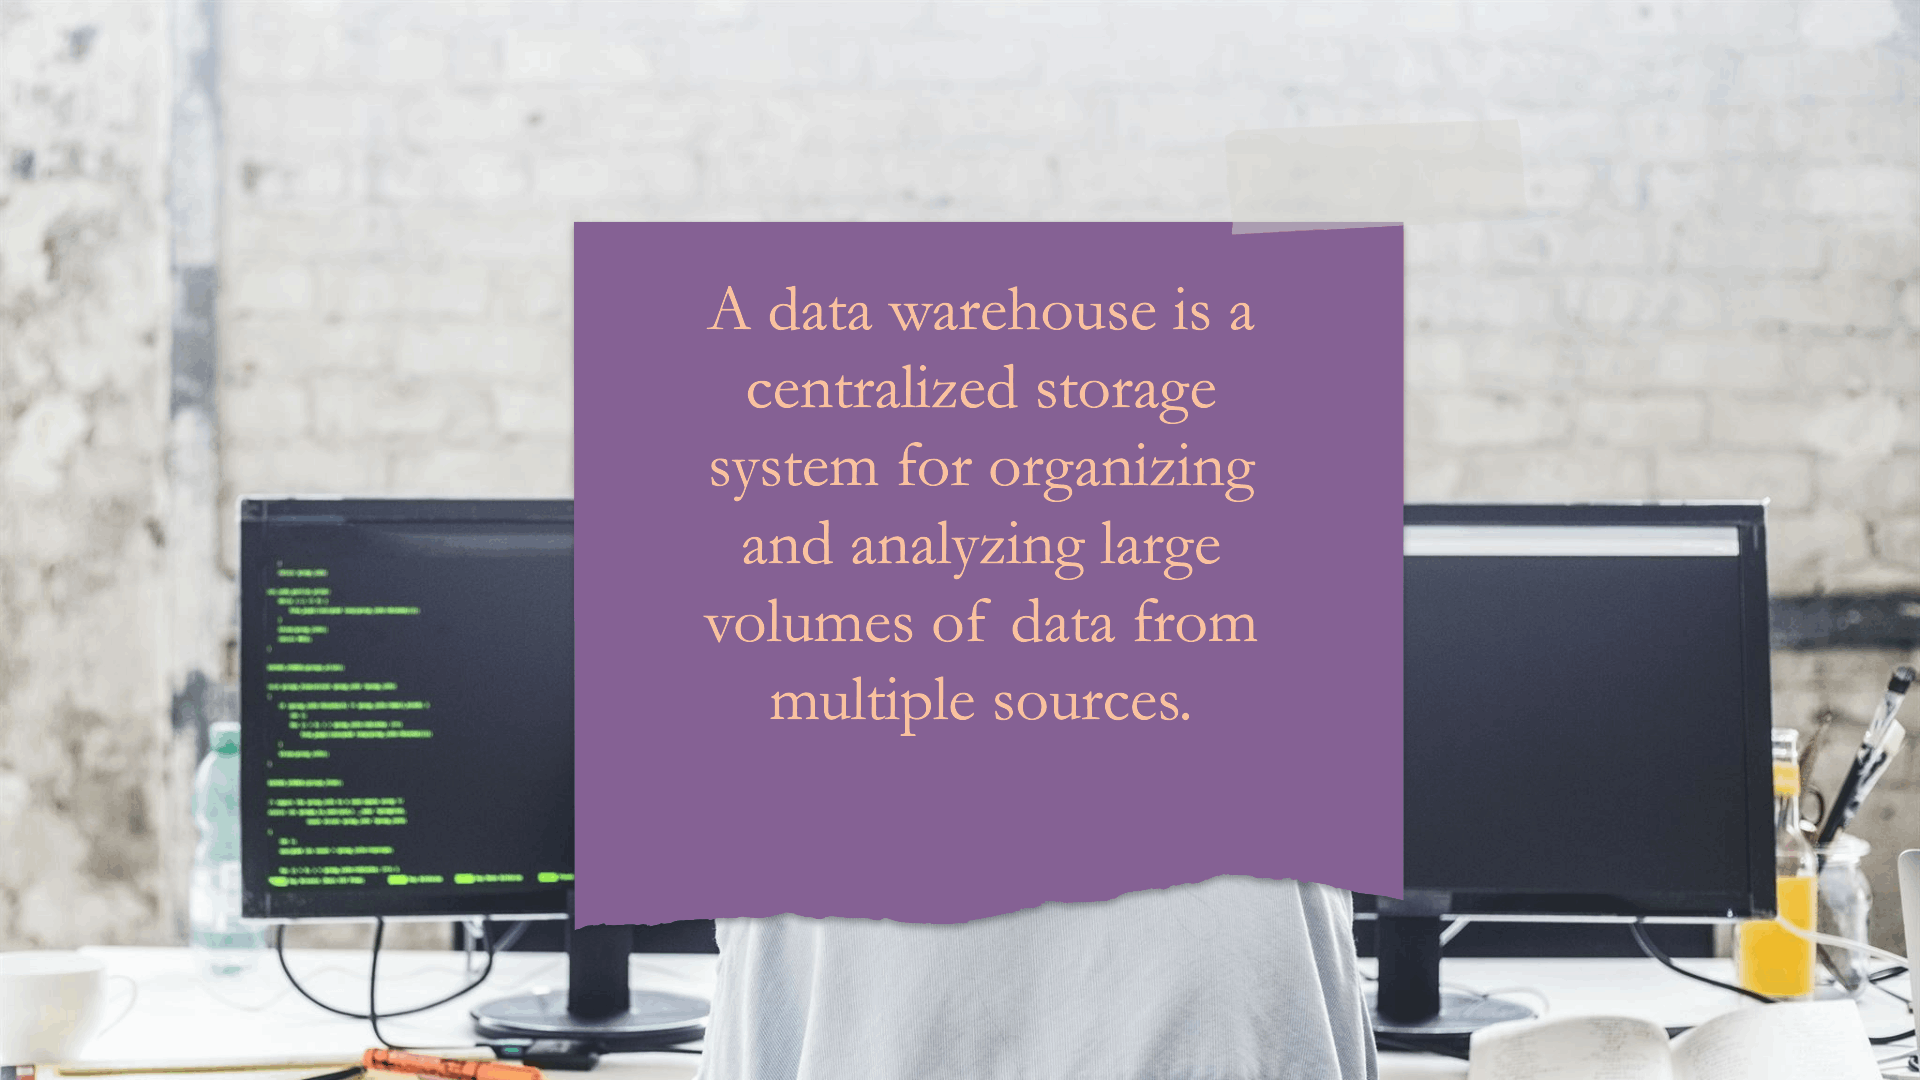 A data warehouse is a
centralized storage
system for organizing
and analyzing large
volumes of data from
multiple sources.